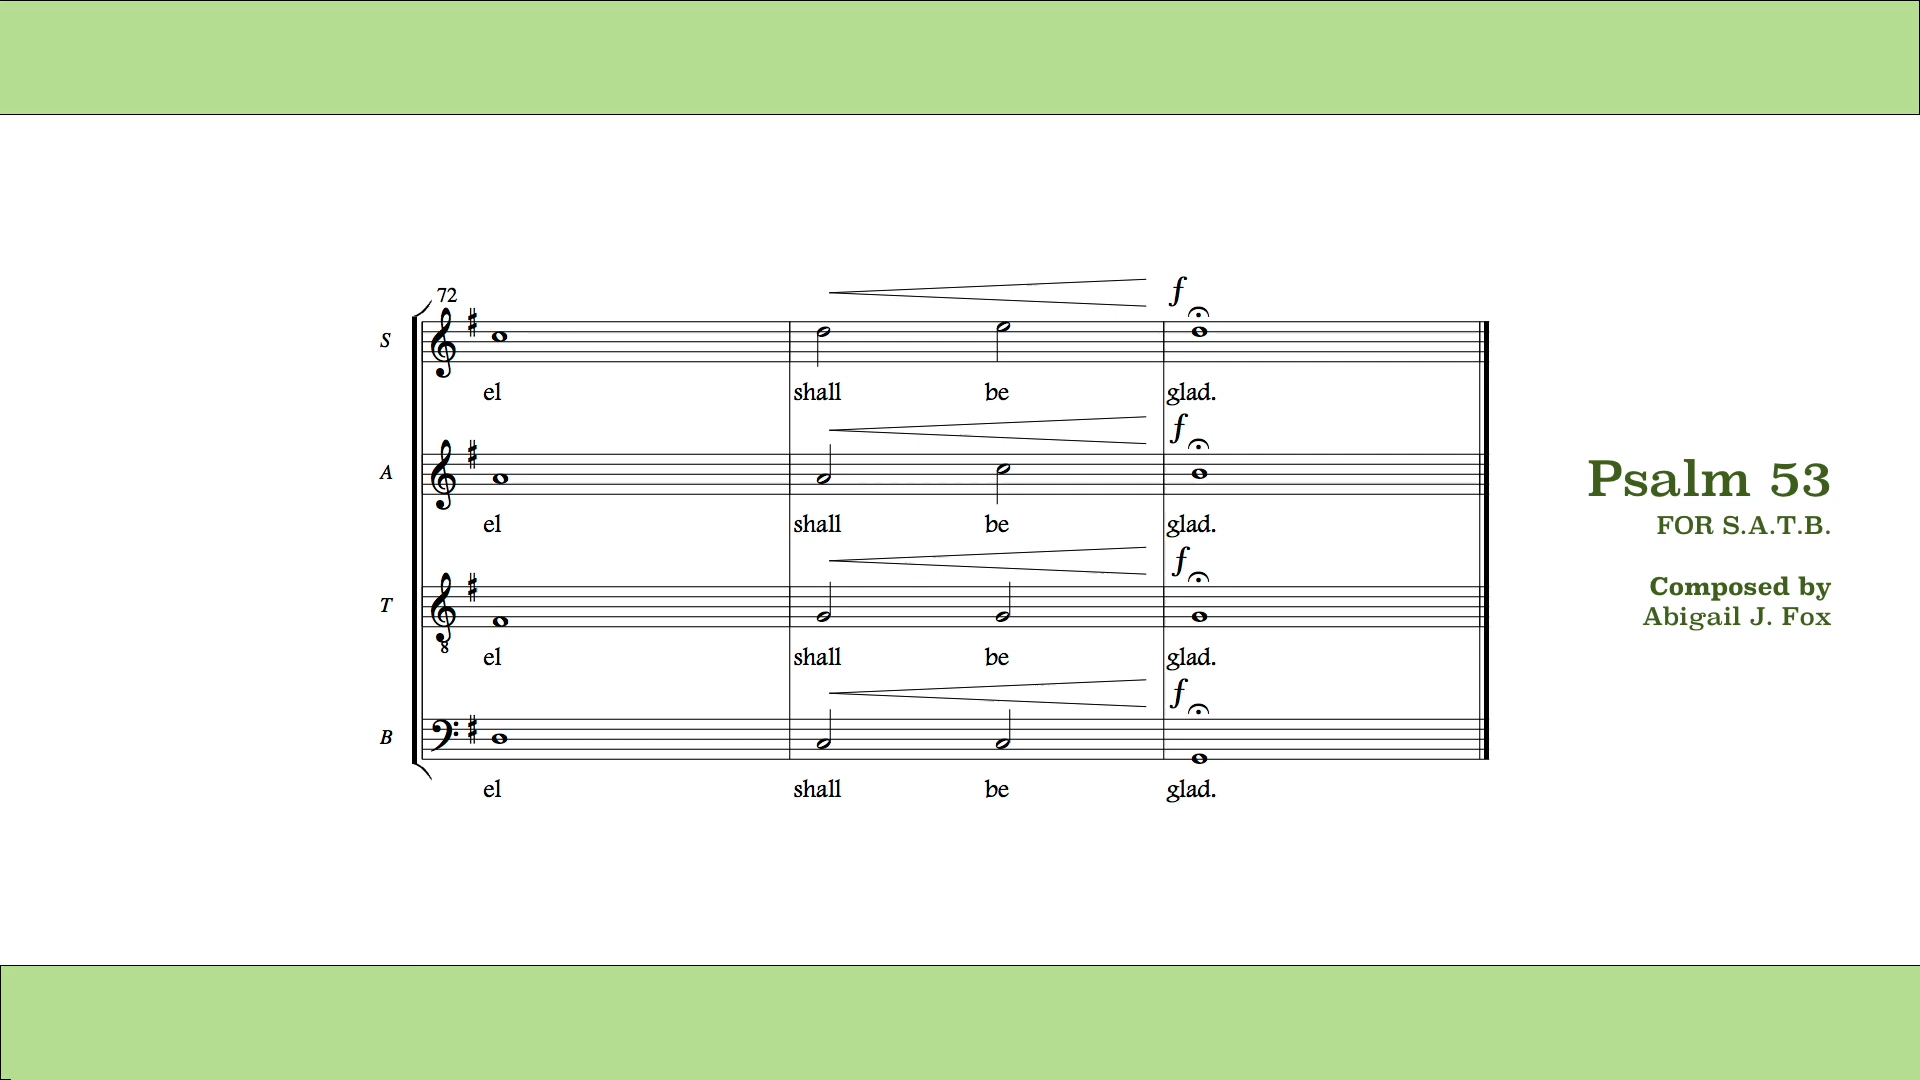 72
f
S
el shall be glad.
f
A
el shall be glad.
f
T
8
el shall be glad.
f
B
el shall be glad.
Psalm 53
FOR S.A.T.B.
Composed by
Abigail J. Fox